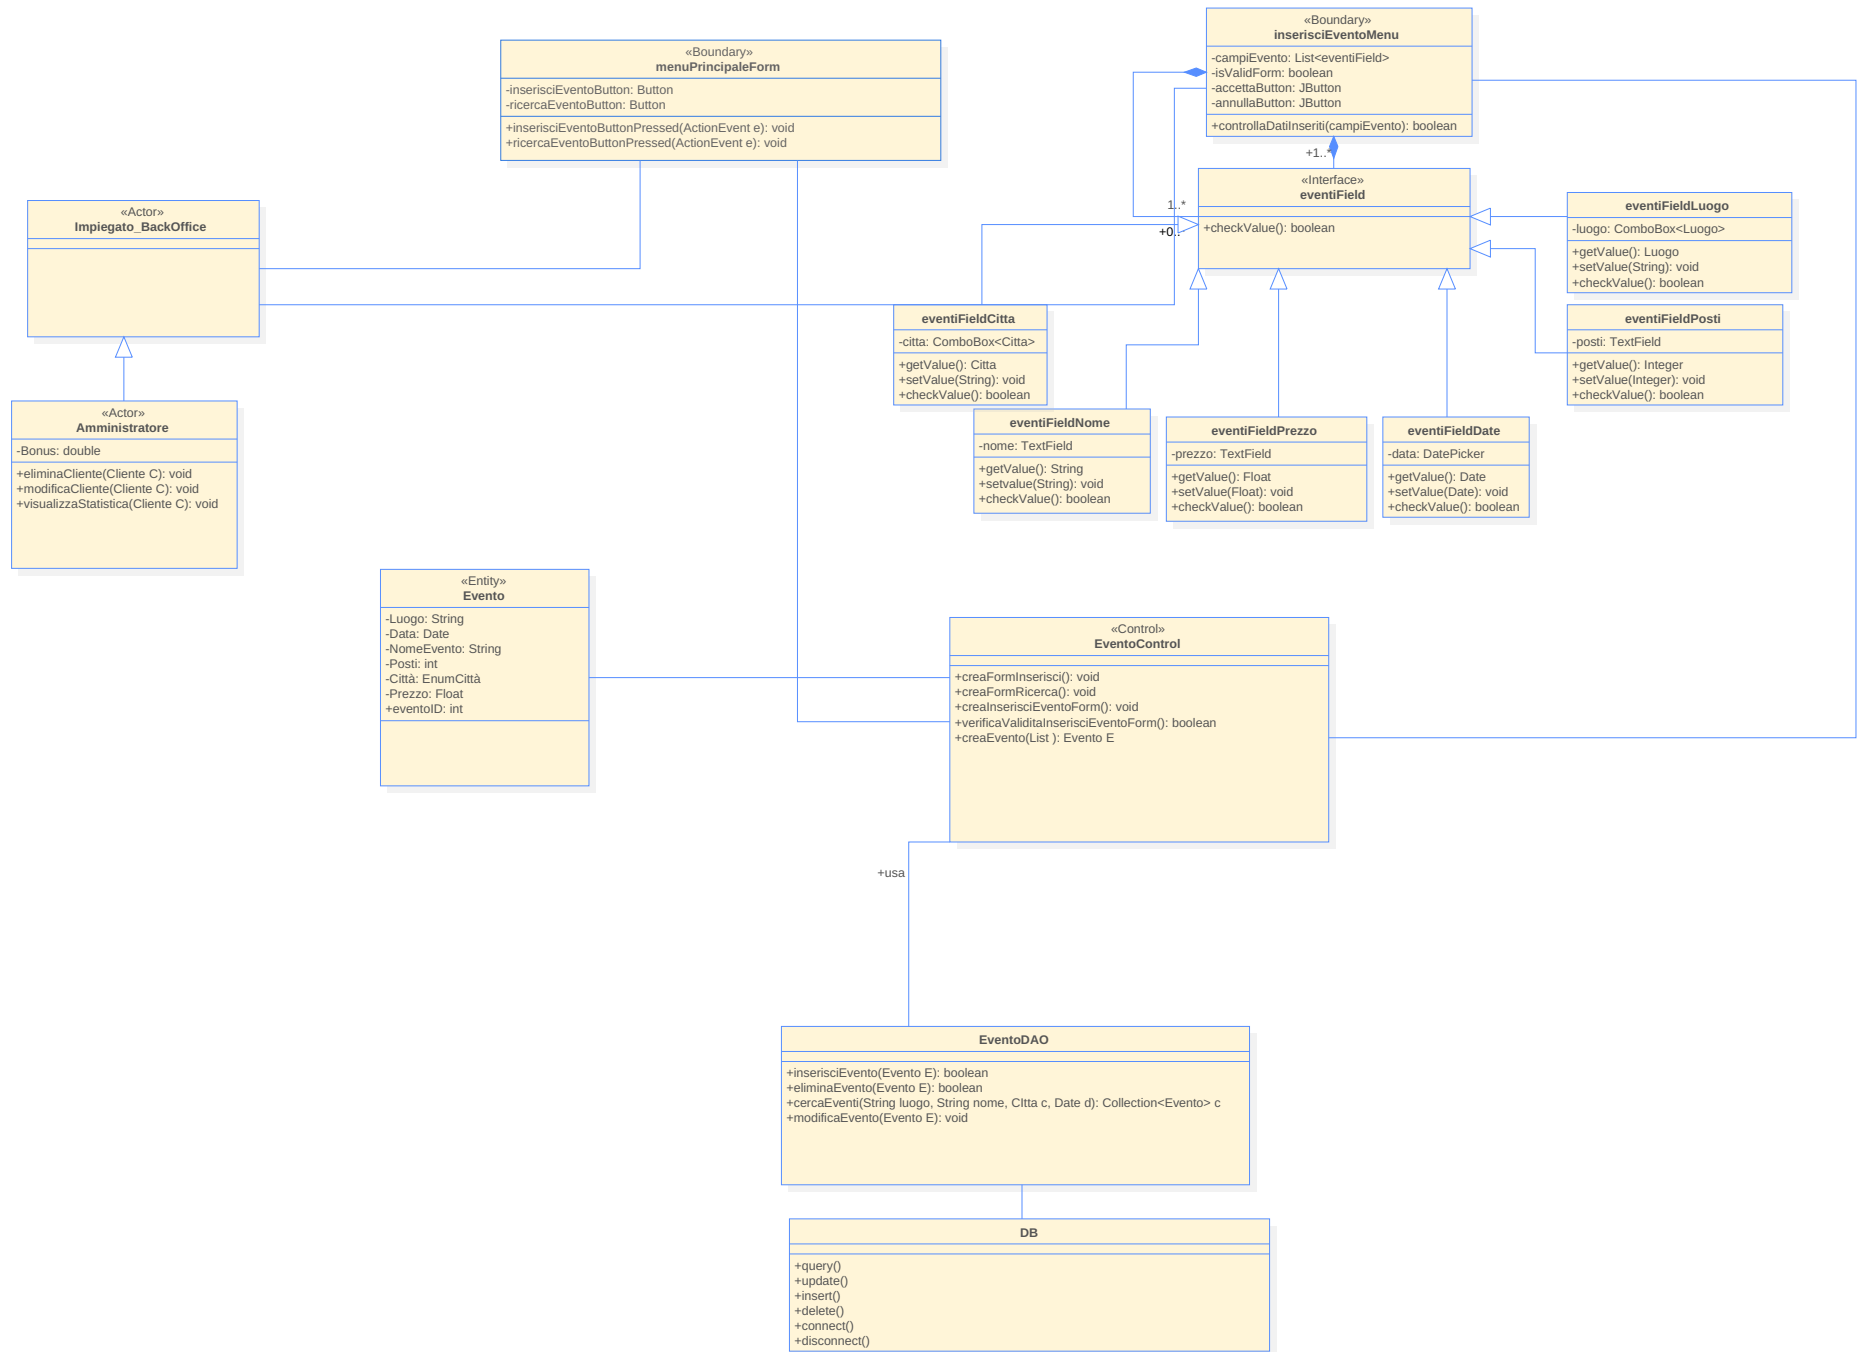 «Boundary»
inserisciEventoMenu
-campiEvento: List<eventiField>
-isValidForm: boolean
-accettaButton: JButton
-annullaButton: JButton
+controllaDatiInseriti(campiEvento): boolean
«Boundary»
menuPrincipaleForm
-inserisciEventoButton: Button
-ricercaEventoButton: Button
+inserisciEventoButtonPressed(ActionEvent e): void
+ricercaEventoButtonPressed(ActionEvent e): void
+1..*
«Interface»
eventiField
+checkValue(): boolean
1..*
+0..
«Actor»
Impiegato_BackOffice
eventiFieldLuogo
-luogo: ComboBox<Luogo>
+getValue(): Luogo
+setValue(String): void
+checkValue(): boolean
eventiFieldCitta
-citta: ComboBox<Citta>
+getValue(): Citta
+setValue(String): void
+checkValue(): boolean
eventiFieldPosti
-posti: TextField
+getValue(): Integer
+setValue(Integer): void
+checkValue(): boolean
«Actor»
Amministratore
-Bonus: double
+eliminaCliente(Cliente C): void
+modificaCliente(Cliente C): void
+visualizzaStatistica(Cliente C): void
eventiFieldNome
-nome: TextField
+getValue(): String
+setvalue(String): void
+checkValue(): boolean
eventiFieldPrezzo
-prezzo: TextField
+getValue(): Float
+setValue(Float): void
+checkValue(): boolean
eventiFieldDate
-data: DatePicker
+getValue(): Date
+setValue(Date): void
+checkValue(): boolean
«Entity»
Evento
-Luogo: String
-Data: Date
-NomeEvento: String
-Posti: int
-Città: EnumCittà
-Prezzo: Float
+eventoID: int
«Control»
EventoControl
+creaFormInserisci(): void
+creaFormRicerca(): void
+creaInserisciEventoForm(): void
+verificaValiditaInserisciEventoForm(): boolean
+creaEvento(List ): Evento E
+usa
EventoDAO
+inserisciEvento(Evento E): boolean
+eliminaEvento(Evento E): boolean
+cercaEventi(String luogo, String nome, CItta c, Date d): Collection<Evento> c
+modificaEvento(Evento E): void
DB
+query()
+update()
+insert()
+delete()
+connect()
+disconnect()